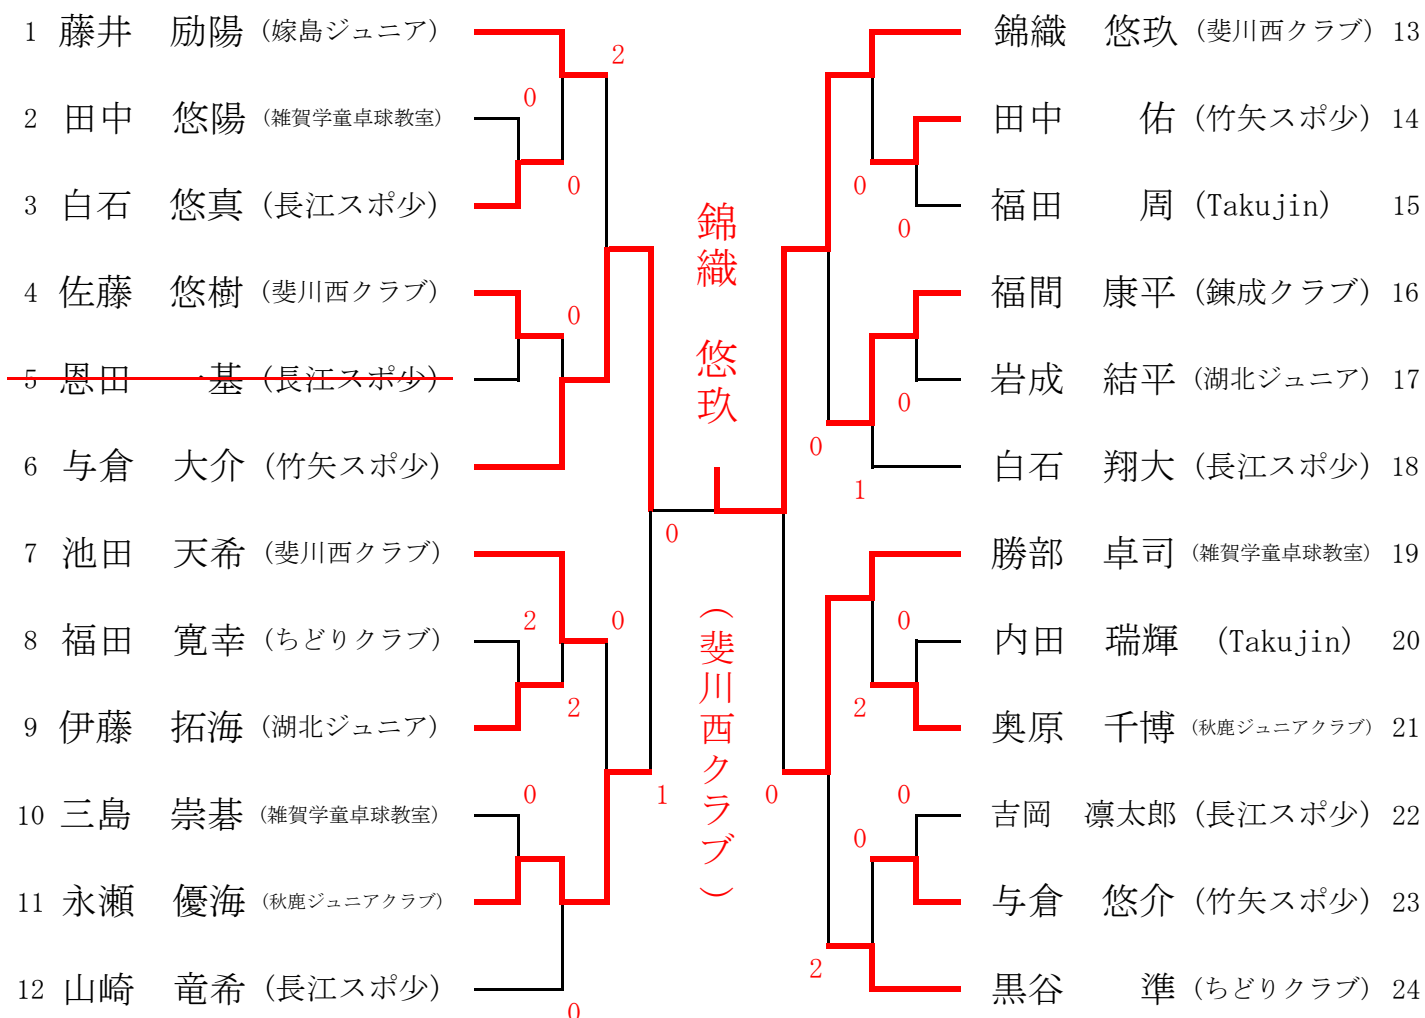 1 藤井 励陽 (嫁島ジュニア)
2 田中 悠陽 (雑賀学童卓球教室)
3 白石 悠真 (長江スポ少)
4 佐藤 悠樹 (斐川西クラブ)
5 恩田 一基 (長江スポ少)
6 与倉 大介 (竹矢スポ少)
7 池田 天希 (斐川西クラブ)
8 福田 寛幸 (ちどりクラブ)
9 伊藤 拓海 (湖北ジュニア)
10 三島 崇碁 (雑賀学童卓球教室)
11 永瀬 優海 (秋鹿ジュニアクラブ)
12 山崎 竜希 (長江スポ少)
2
0
0
0
2
0
2
0
1
0
0
錦織 悠玖
(斐川西クラブ)
0
0
0
0
1
0
2
0
0
0
2
錦織 悠玖 (斐川西クラブ) 13
田中 佑 (竹矢スポ少) 14
福田 周 (Takujin) 15
福間 康平 (錬成クラブ) 16
岩成 結平 (湖北ジュニア) 17
白石 翔大 (長江スポ少) 18
勝部 卓司 (雑賀学童卓球教室) 19
内田 瑞輝 (Takujin) 20
奥原 千博 (秋鹿ジュニアクラブ) 21
吉岡 凛太郎 (長江スポ少) 22
与倉 悠介 (竹矢スポ少) 23
黒谷 準 (ちどりクラブ) 24